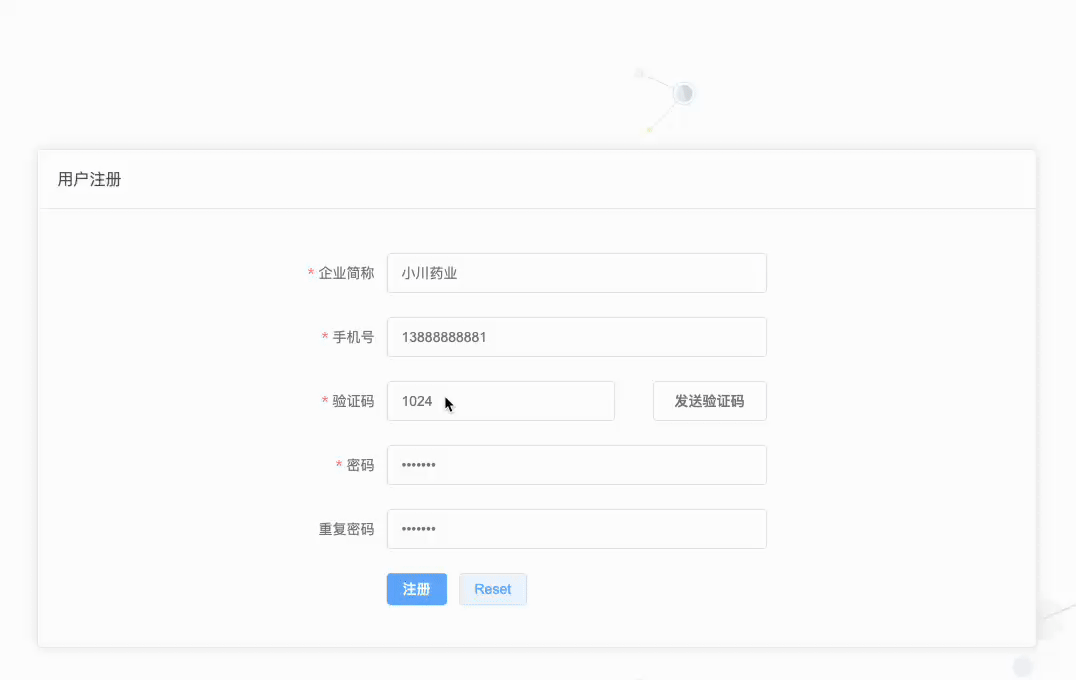 用户注册
* 企业简称 小川药业
* 手机号 13888888881
* 验证码 1024 发送验证码
* 密码 •••••••
重复密码 •••••••
注册 Reset